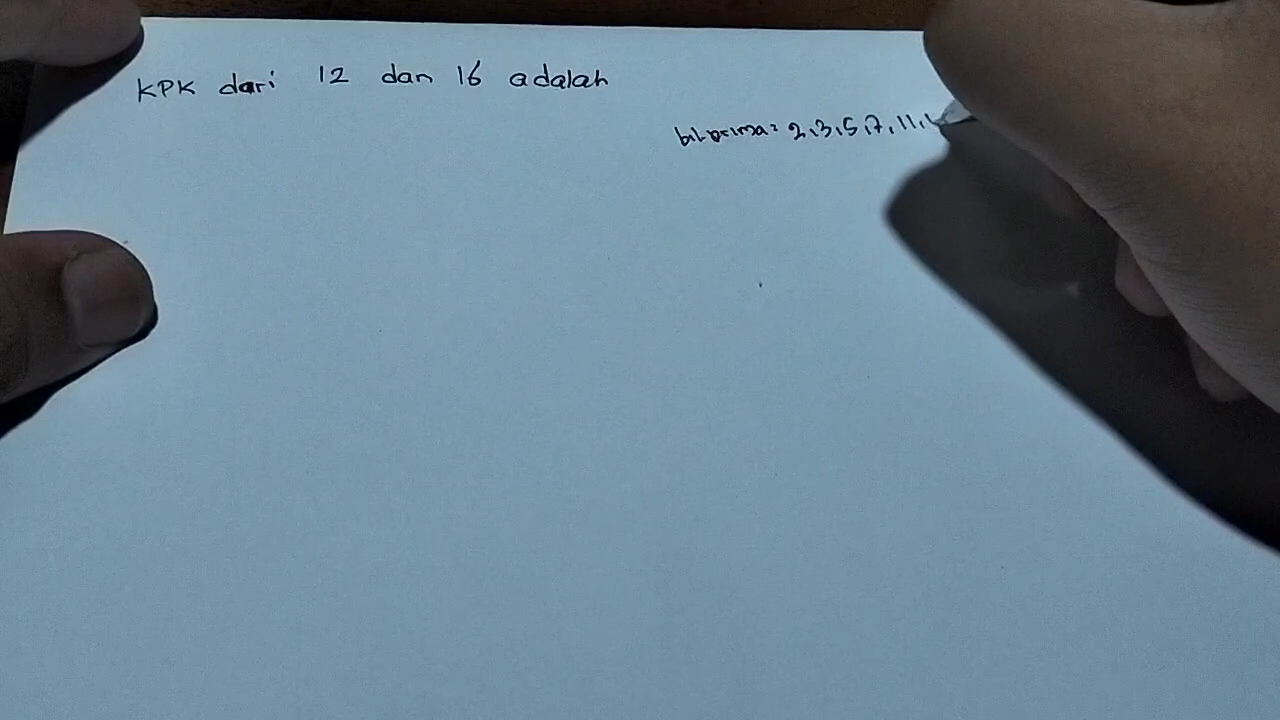 KPK dari 12 dan 16 adalah
bil prima: 2,3,5,7,11,